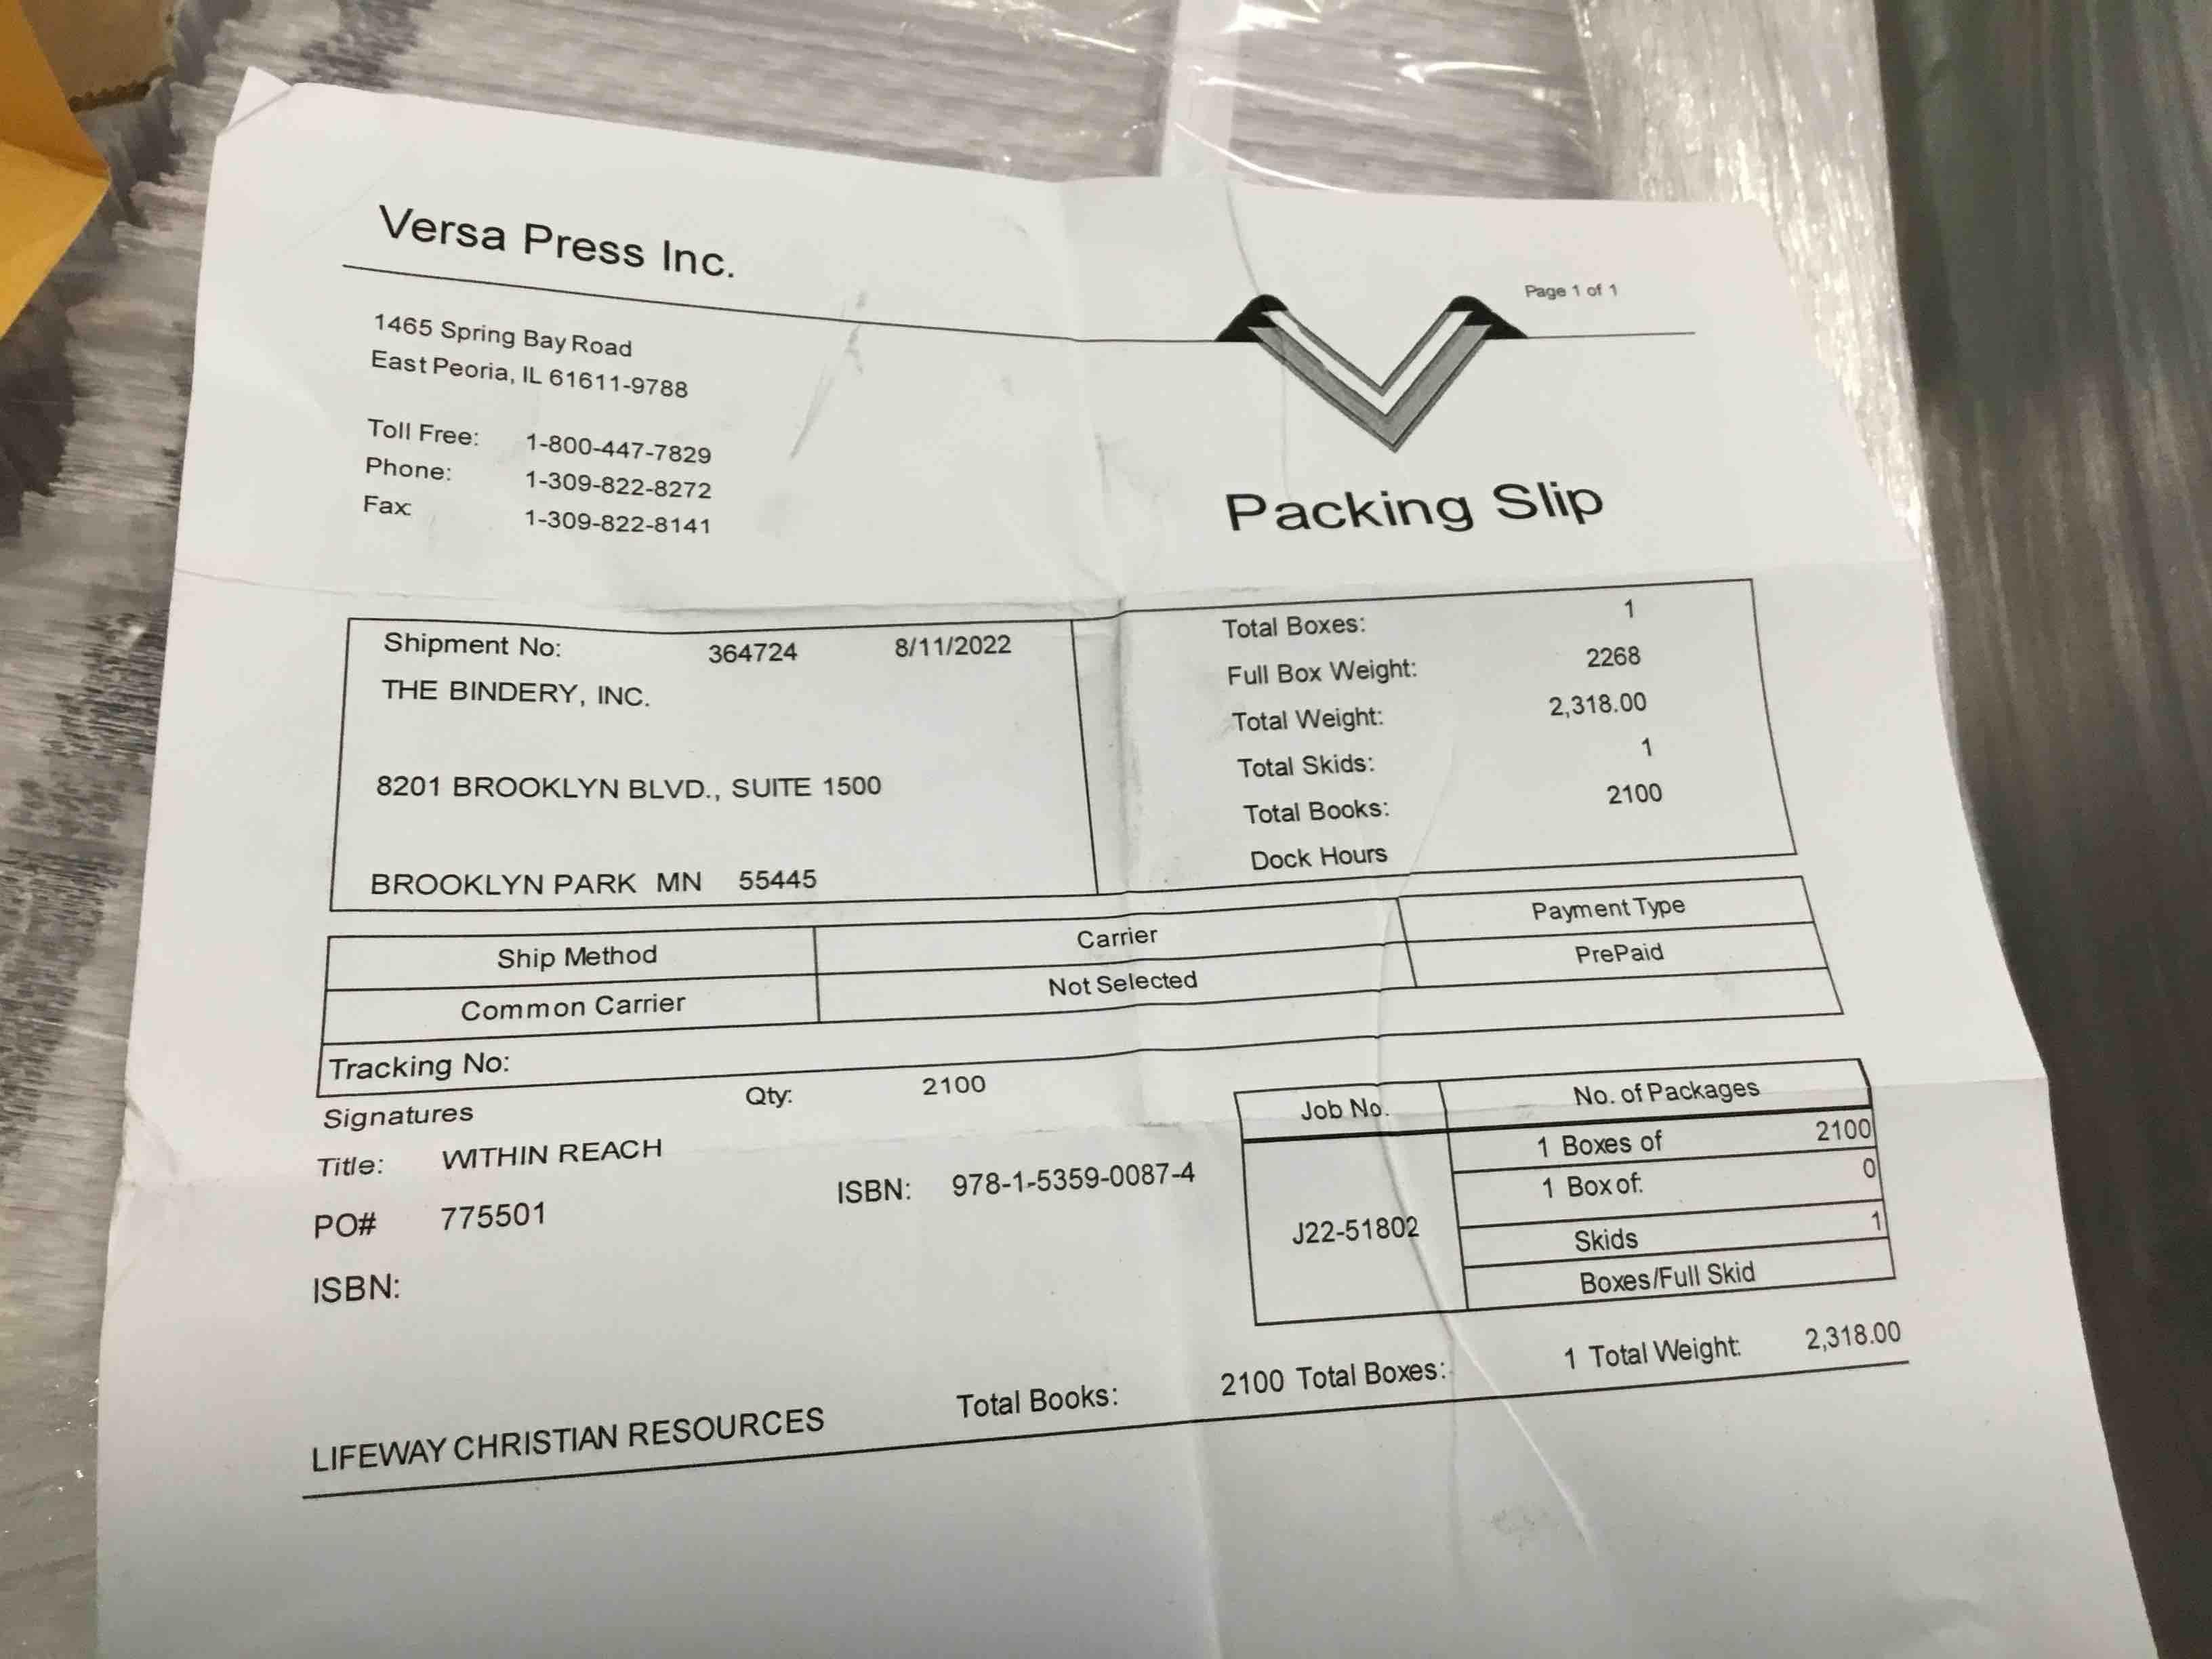 Versa Press Inc.
Page 1 of 1
1465 Spring Bay Road
East Peoria, IL 61611-9788
Toll Free: 1-800-447-7829
Phone: 1-309-822-8272
Fax: 1-309-822-8141
Packing Slip
Shipment No: 364724 8/11/2022
THE BINDERY, INC.
8201 BROOKLYN BLVD., SUITE 1500
BROOKLYN PARK MN 55445
Total Boxes: 1
Full Box Weight: 2268
Total Weight: 2,318.00
Total Skids: 1
Total Books: 2100
Dock Hours
Ship Method Carrier Payment Type
Common Carrier Not Selected PrePaid
Tracking No:
Signatures Qty: 2100
Title: WITHIN REACH
PO# 775501 ISBN: 978-1-5359-0087-4
ISBN:
Job No. No. of Packages
J22-51802
1 Boxes of 2100
1 Box of: 0
Skids 1
Boxes/Full Skid
LIFEWAY CHRISTIAN RESOURCES Total Books: 2100 Total Boxes: 1 Total Weight: 2,318.00